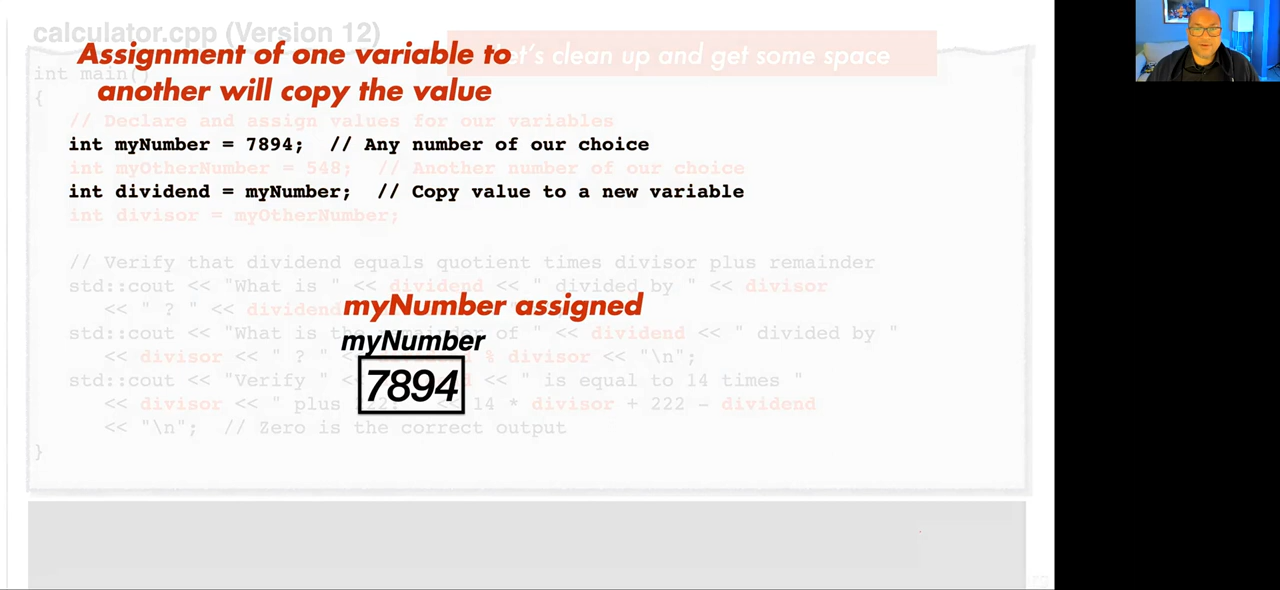 calculator.cpp (Version 12)
Assignment of one variable to
another will copy the value
let's clean up and get some space
int main()
{
// Declare and assign values for our variables
int myNumber = 7894;  // Any number of our choice
int myOtherNumber = 548;  // Another number of our choice
int dividend = myNumber;  // Copy value to a new variable
int divisor = myOtherNumber;
// Verify that dividend equals quotient times divisor plus remainder
std::cout << "What is " << dividend << " divided by " << divisor
<< " ? " << dividend
myNumber assigned
std::cout << "What is the remainder of " << dividend << " divided by "
myNumber
<< divisor << " ? " << dividend % divisor << "\n";
7894
std::cout << "Verify " << << " is equal to 14 times "
<< divisor << " plus 222: " << 14 * divisor + 222 - dividend
<< "\n";  // Zero is the correct output
}